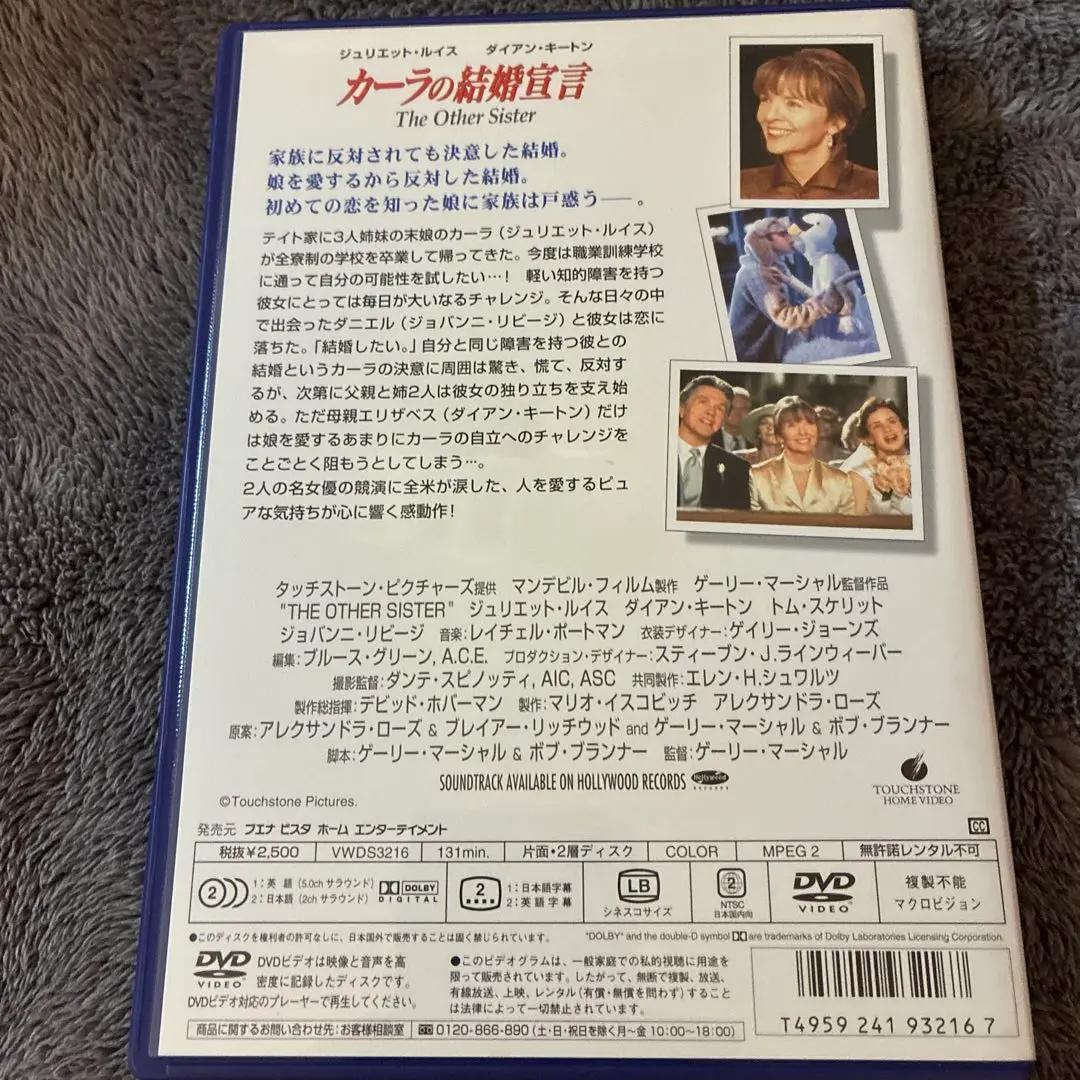 ジュリエット・ルイス　ダイアン・キートン
カーラの結婚宣言
The Other Sister
家族に反対されても決意した結婚。
娘を愛するから反対した結婚。
初めての恋を知った娘に家族は戸惑う──。
テイト家に3人姉妹の末娘のカーラ（ジュリエット・ルイス）
が全寮制の学校を卒業して帰ってきた。今度は職業訓練学校
に通って自分の可能性を試したい…！ 軽い知的障害を持つ
彼女にとっては毎日が大いなるチャレンジ。そんな日々の中
で出会ったダニエル（ジョバンニ・リビージ）と彼女は恋に
落ちた。「結婚したい。」自分と同じ障害を持つ彼との
結婚というカーラの決意に周囲は驚き、慌て、反対す
るが、次第に父親と姉2人は彼女の独り立ちを支え始
める。ただ母親エリザベス（ダイアン・キートン）だけ
は娘を愛するあまりにカーラの自立へのチャレンジを
ことごとく阻もうとしてしまう…。
2人の名女優の競演に全米が涙した、人を愛するピュ
アな気持ちが心に響く感動作！
タッチストーン・ピクチャーズ提供　マンデビル・フィルム製作　ゲーリー・マーシャル監督作品
"THE OTHER SISTER"　ジュリエット・ルイス　ダイアン・キートン　トム・スケリット
ジョバンニ・リビージ　音楽：レイチェル・ポートマン　衣装デザイナー：ゲイリー・ジョーンズ
編集：ブルース・グリーン, A.C.E.　プロダクション・デザイナー：スティーブン・J.ラインウィーバー
撮影監督：ダンテ・スピノッティ, AIC, ASC　共同製作：エレン・H.シュワルツ
製作総指揮：デビッド・ホバーマン　製作：マリオ・イスコビッチ　アレクサンドラ・ローズ
原案：アレクサンドラ・ローズ & ブレイアー・リッチウッド and ゲーリー・マーシャル & ボブ・ブランナー
脚本：ゲーリー・マーシャル & ボブ・ブランナー　監督：ゲーリー・マーシャル
SOUNDTRACK AVAILABLE ON HOLLYWOOD RECORDS Hollywood RECORDS
TOUCHSTONE
HOME VIDEO
©Touchstone Pictures.
発売元 ブエナ ビスタ ホーム エンターテイメント
CC
税抜¥2,500 VWDS3216 131min. 片面・2層ディスク COLOR MPEG 2 無許諾レンタル不可
2 1：英 語（5.0ch サラウンド） DOLBY
2：日本語（2ch サラウンド） DIGITAL
2 1：日本語字幕
2：英語字幕
LB
シネスコサイズ
2
NTSC
日本国内向
DVD
VIDEO
複製不能
マクロビジョン
●このディスクを権利者の許可なしに、日本国外で販売することは固く禁じられています。
"DOLBY" and the double-D symbol are trademarks of Dolby Laboratories Licensing Corporation.
DVD
VIDEO
DVDビデオは映像と音声を高
密度に記録したディスクです。
DVDビデオ対応のプレーヤーで再生してください。
●このビデオグラムは、一般家庭での私的視聴に用途を
限って販売されています。したがって、無断で複製、放送、
有線放送、上映、レンタル（有償・無償を問わず）すること
は法律によって一切禁止されています。
商品に関するお問い合わせ先：お客様相談室 0120-866-890（土・日・祝日を除く月〜金 10:00〜18:00）
T4959 241 93216 7